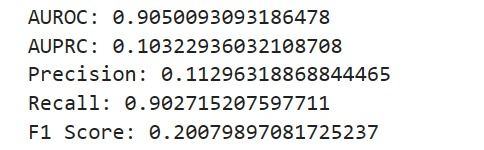 AUROC: 0.9050093093186478
AUPRC: 0.10322936032108708
Precision: 0.11296318868844465
Recall: 0.902715207597711
F1 Score: 0.20079897081725237